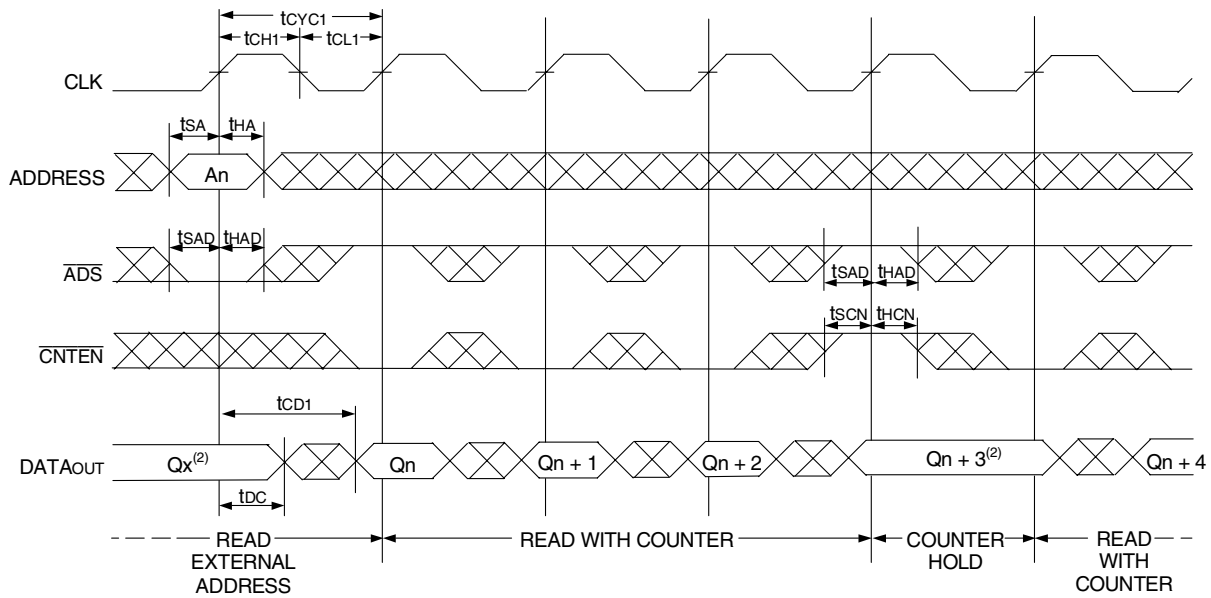 tCYC1
tCH1 tCL1
CLK
tSA tHA
ADDRESS An
tSAD tHAD
ADS
tSAD tHAD
tSCN tHCN
CNTEN
tCD1
DATAOUT Qx(2) Qn Qn + 1 Qn + 2 Qn + 3(2) Qn + 4
tDC
READ EXTERNAL ADDRESS
READ WITH COUNTER
COUNTER HOLD
READ WITH COUNTER